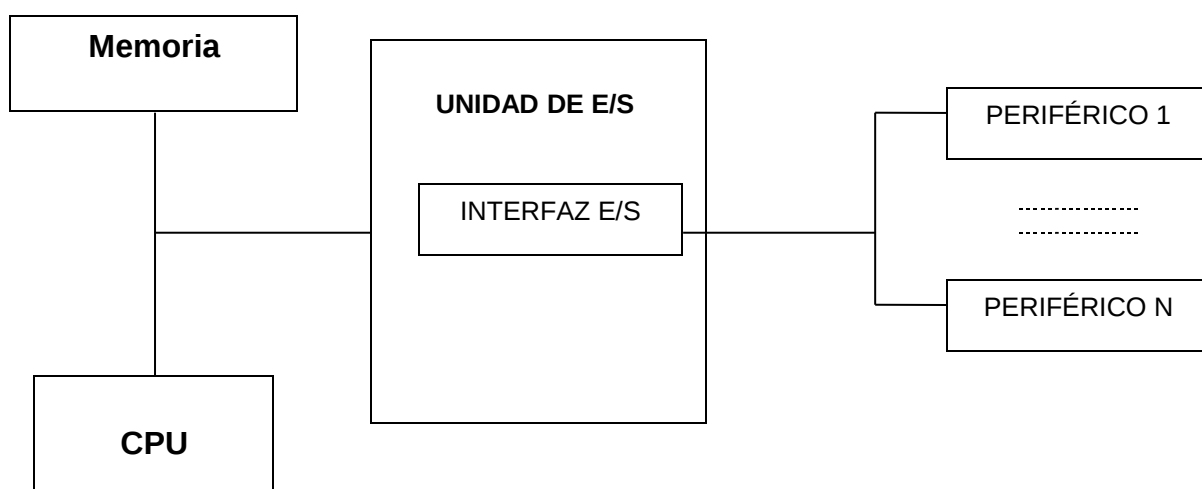 Memoria
UNIDAD DE E/S
INTERFAZ E/S
PERIFÉRICO 1
PERIFÉRICO N
CPU